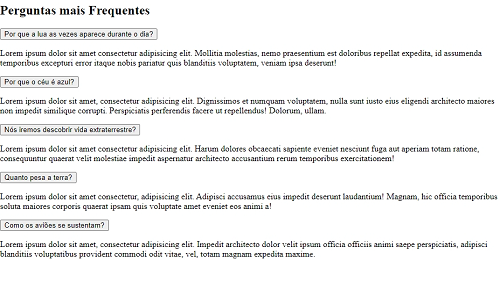 Perguntas mais Frequentes
Por que a lua as vezes aparece durante o dia?
Lorem ipsum dolor sit amet consectetur adipisicing elit. Mollitia molestias, nemo praesentium est doloribus repellat expedita, id assumenda
temporibus excepturi error itaque nobis pariatur quis blanditiis voluptatem, veniam ipsa deserunt!
Por que o céu é azul?
Lorem ipsum dolor sit amet consectetur adipisicing elit. Dignissimos et numquam voluptatem, nulla sunt iusto eius eligendi architecto maiores
non impedit similique corrupti. Perspiciatis perferendis facere ut repellendus! Dolorum, ullam.
Nós iremos descobrir vida extraterrestre?
Lorem ipsum dolor sit amet consectetur adipisicing elit. Harum dolores obcaecati sapiente eveniet nesciunt fuga aut aperiam totam ratione,
consequuntur quaerat velit molestiae impedit aspernatur architecto accusantium rerum temporibus exercitationem!
Quanto pesa a terra?
Lorem ipsum dolor sit amet consectetur, adipisicing elit. Adipisci accusamus eius impedit deserunt laudantium! Magnam, hic officia temporibus
soluta maiores corporis quaerat ipsam quis voluptate amet eveniet eos animi a!
Como os aviões se sustentam?
Lorem ipsum dolor sit amet, consectetur adipisicing elit. Impedit architecto dolor velit ipsum officia officiis animi saepe perspiciatis, adipisci
blanditiis voluptatibus provident commodi odit vitae, vel, totam magnam expedita maxime.